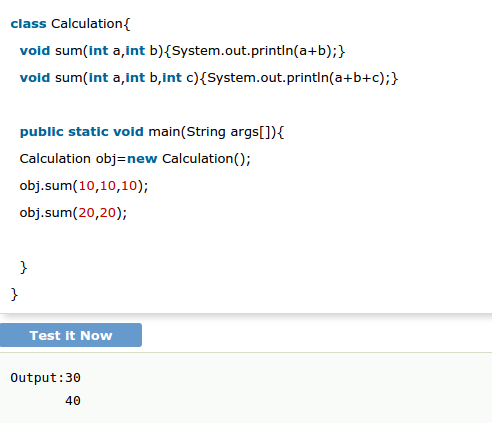 class Calculation{
void sum(int a,int b){System.out.println(a+b);}
void sum(int a,int b,int c){System.out.println(a+b+c);}
public static void main(String args[]){
Calculation obj=new Calculation();
obj.sum(10,10,10);
obj.sum(20,20);
}
}
Test it Now
Output:30
40